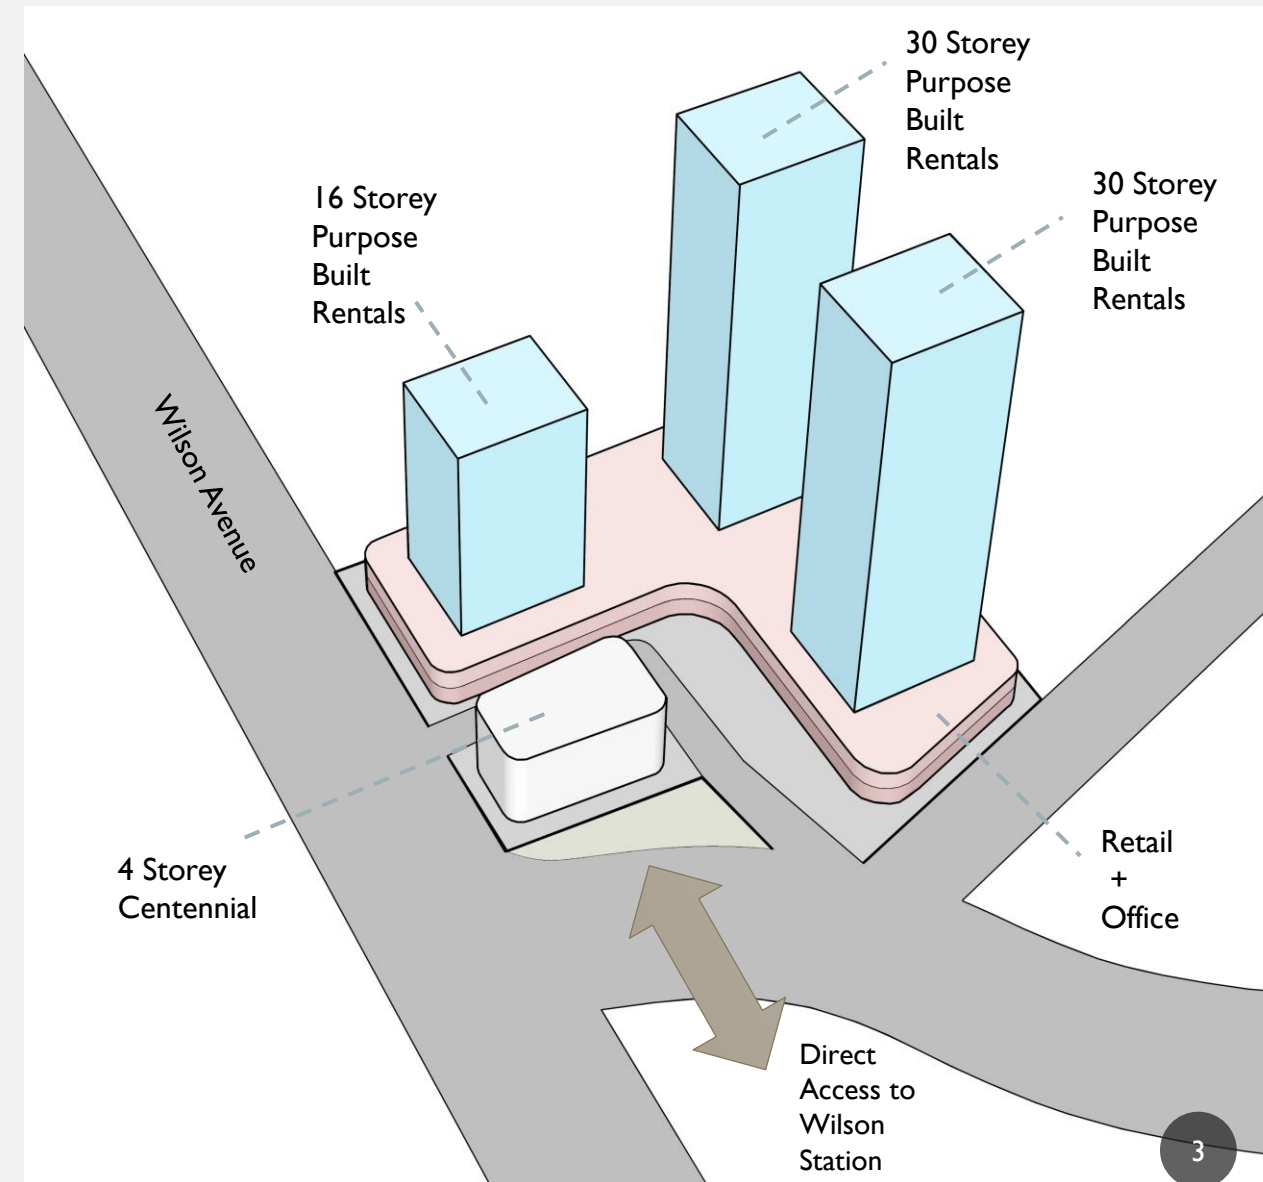 30 Storey
Purpose
Built
Rentals
30 Storey
Purpose
Built
Rentals
16 Storey
Purpose
Built
Rentals
Wilson Avenue
4 Storey
Centennial
Retail
+
Office
Direct
Access to
Wilson
Station
3